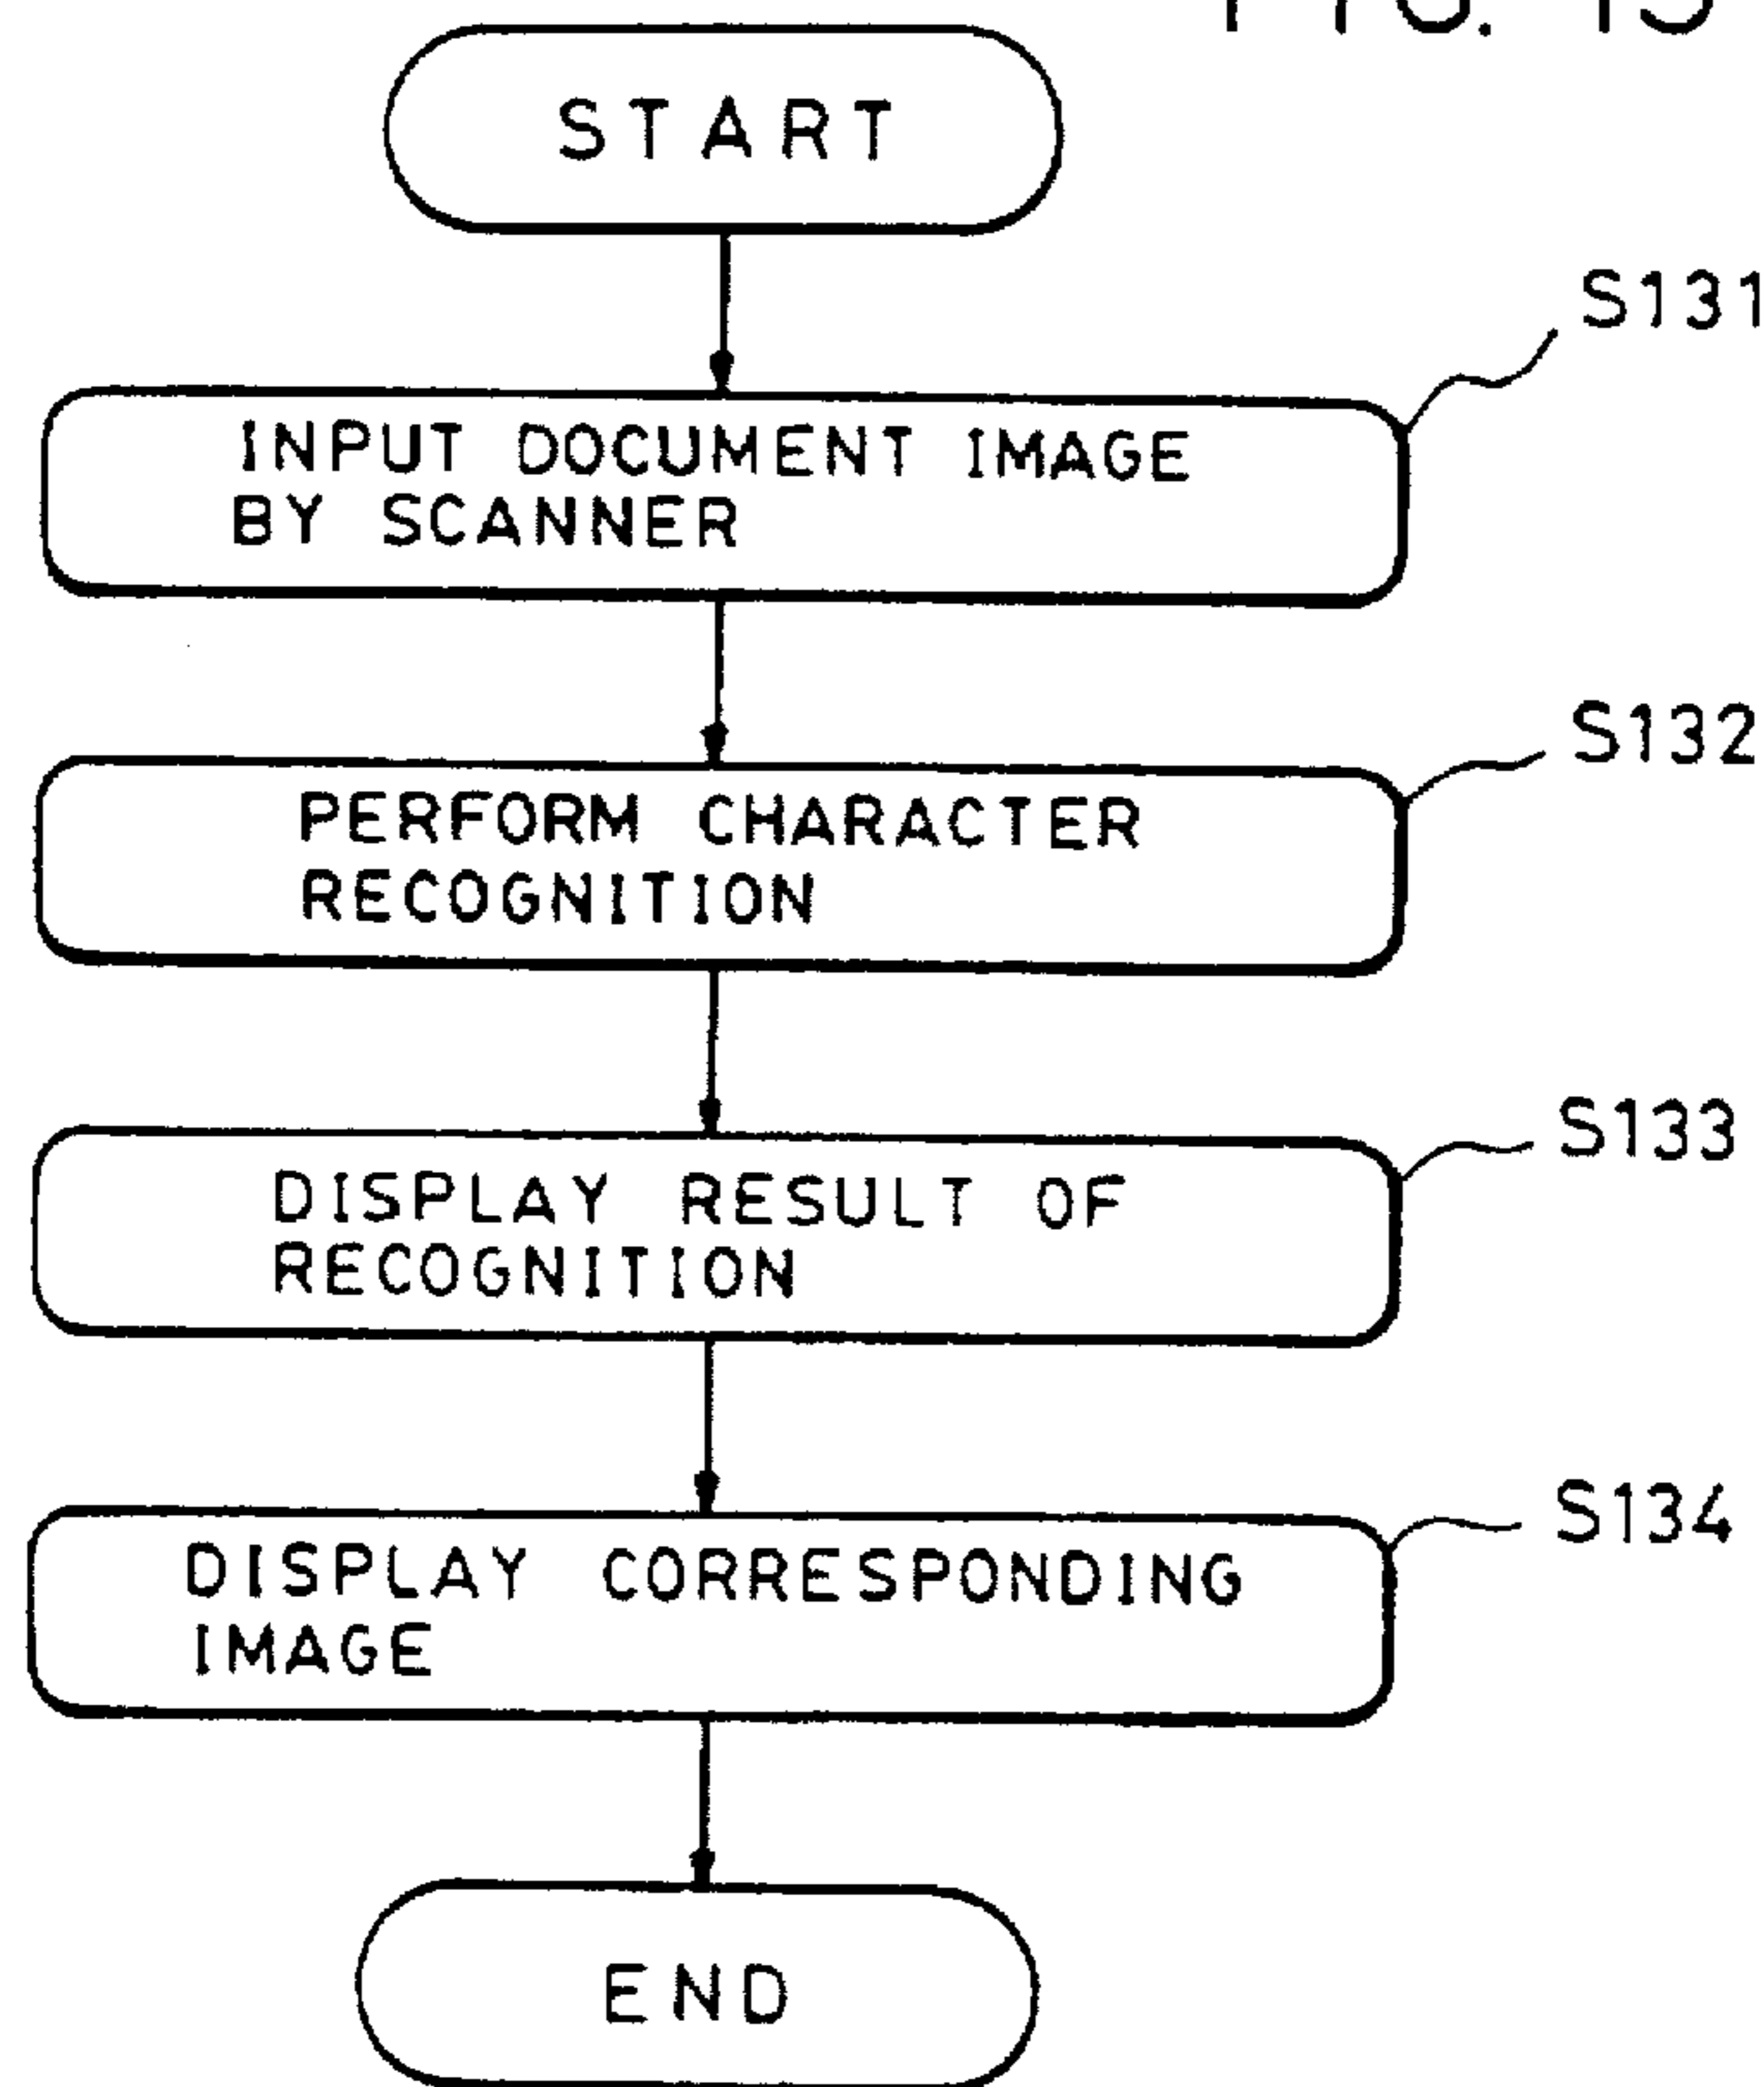 START
S131
INPUT DOCUMENT IMAGE
BY SCANNER
S132
PERFORM CHARACTER
RECOGNITION
S133
DISPLAY RESULT OF
RECOGNITION
S134
DISPLAY CORRESPONDING
IMAGE
END